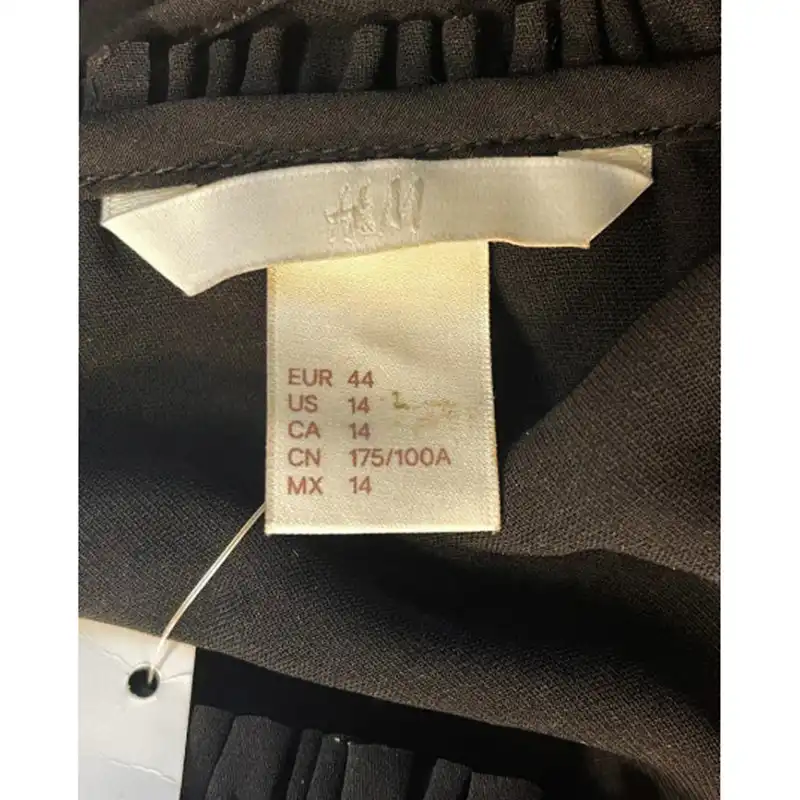 H&M
EUR 44
US 14
CA 14
CN 175/100A
MX 14